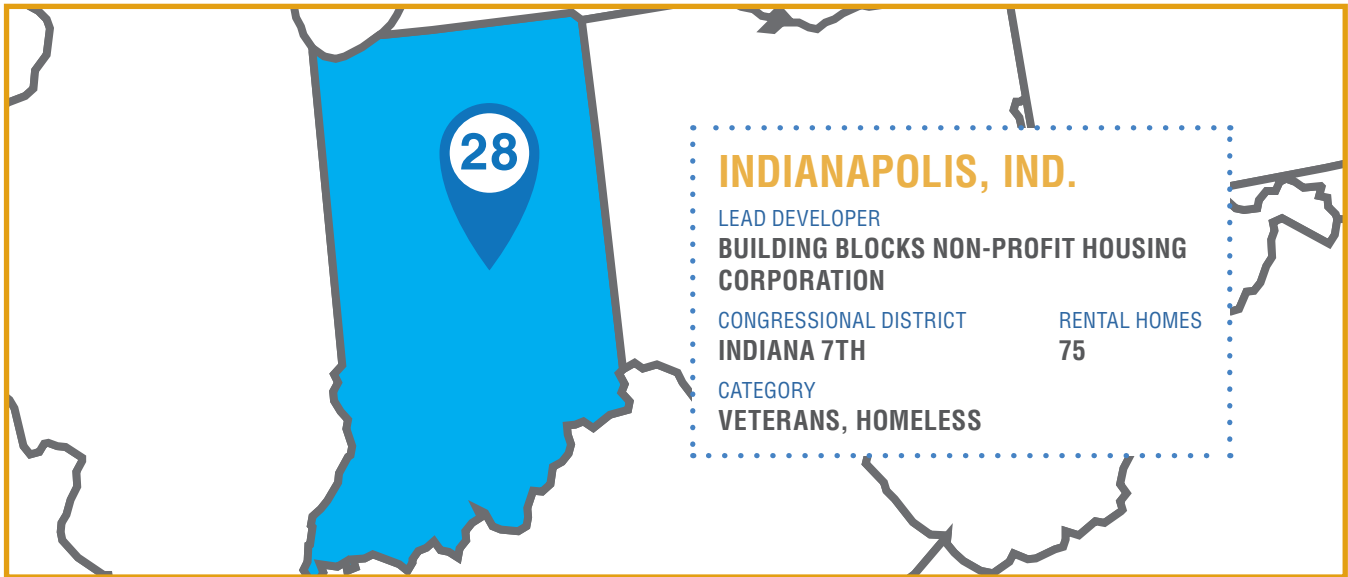 28
INDIANAPOLIS, IND.
LEAD DEVELOPER
BUILDING BLOCKS NON-PROFIT HOUSING
CORPORATION
CONGRESSIONAL DISTRICT
INDIANA 7TH
RENTAL HOMES
75
CATEGORY
VETERANS, HOMELESS